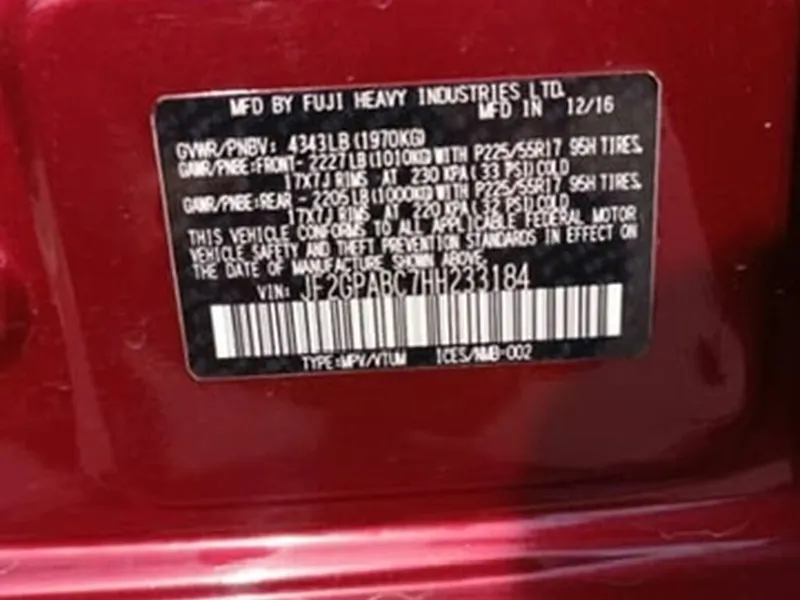 MFD BY FUJI HEAVY INDUSTRIES LTD.
MFD IN 12/16
GVWR/PNBV: 4343LB (1970KG)
GAWR/PNBE:FRONT- 2227LB(1010KG)WITH P225/55R17 95H TIRES,
17X7J RIMS AT 230 KPA( 33 PSI)COLD
GAWR/PNBE:REAR -2205LB(1000KG)WITH P225/55R17 95H TIRES,
17X7J RIMS AT 220 KPA( 32 PSI)COLD
THIS VEHICLE CONFORMS TO ALL APPLICABLE FEDERAL MOTOR
VEHICLE SAFETY AND THEFT PREVENTION STANDARDS IN EFFECT ON
THE DATE OF MANUFACTURE SHOWN ABOVE.
VIN: JF2GPABC7HH233184
TYPE:MPV/VTUM ICES/NMB-002